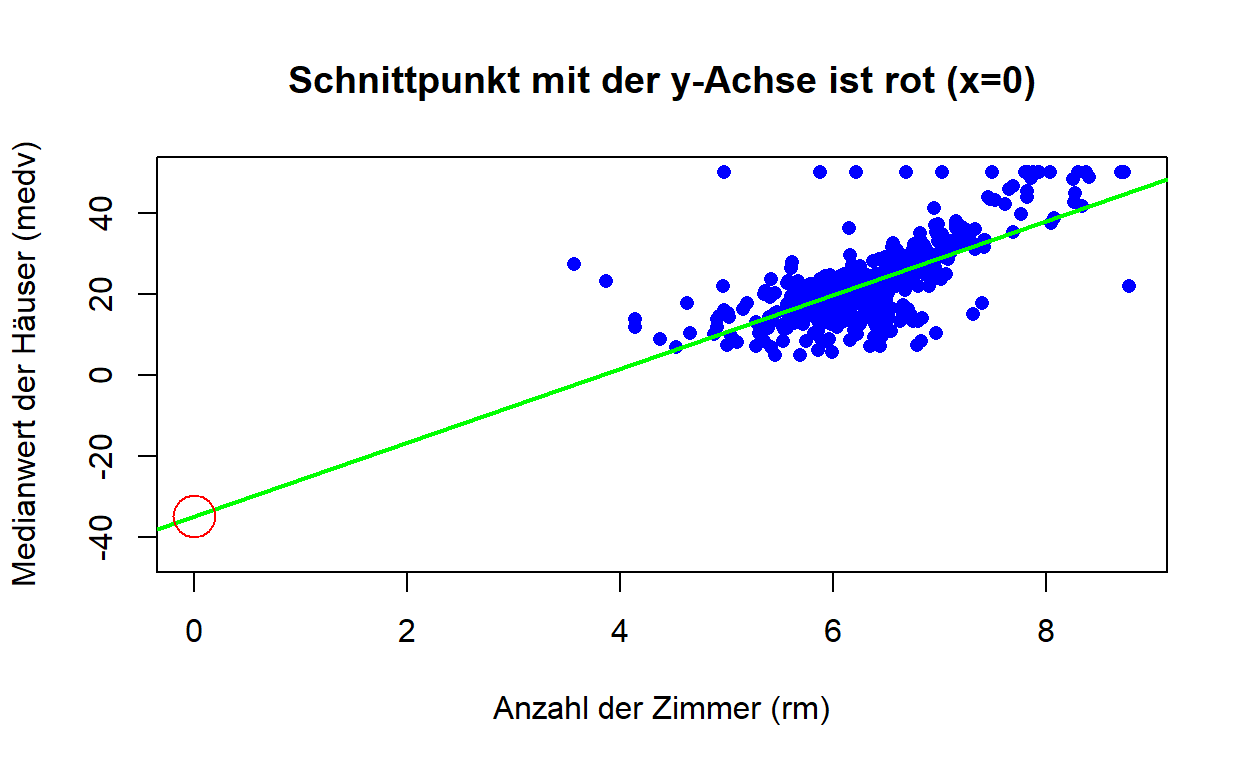 Schnittpunkt mit der y-Achse ist rot (x=0)
Medianwert der Häuser (medv)
40
20
0
-20
-40
0 2 4 6 8
Anzahl der Zimmer (rm)